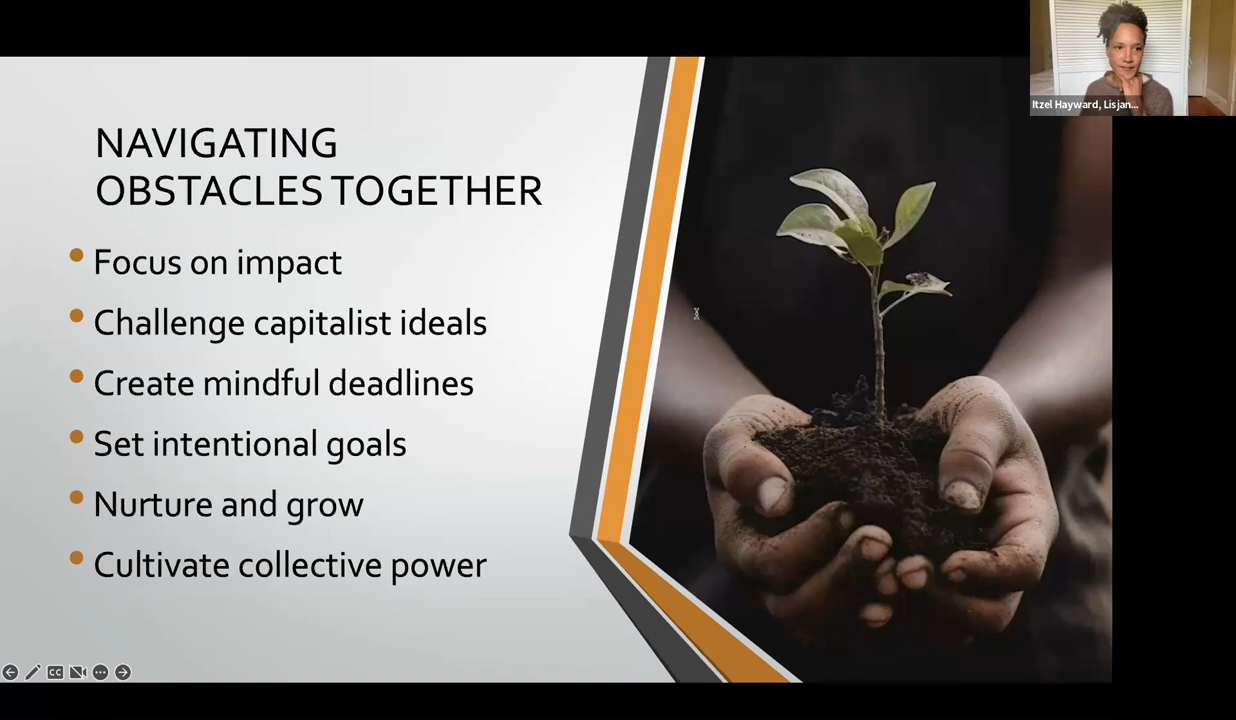 Itzel Hayward, Lisjan...
NAVIGATING
OBSTACLES TOGETHER
• Focus on impact
• Challenge capitalist ideals
• Create mindful deadlines
• Set intentional goals
• Nurture and grow
• Cultivate collective power
CC